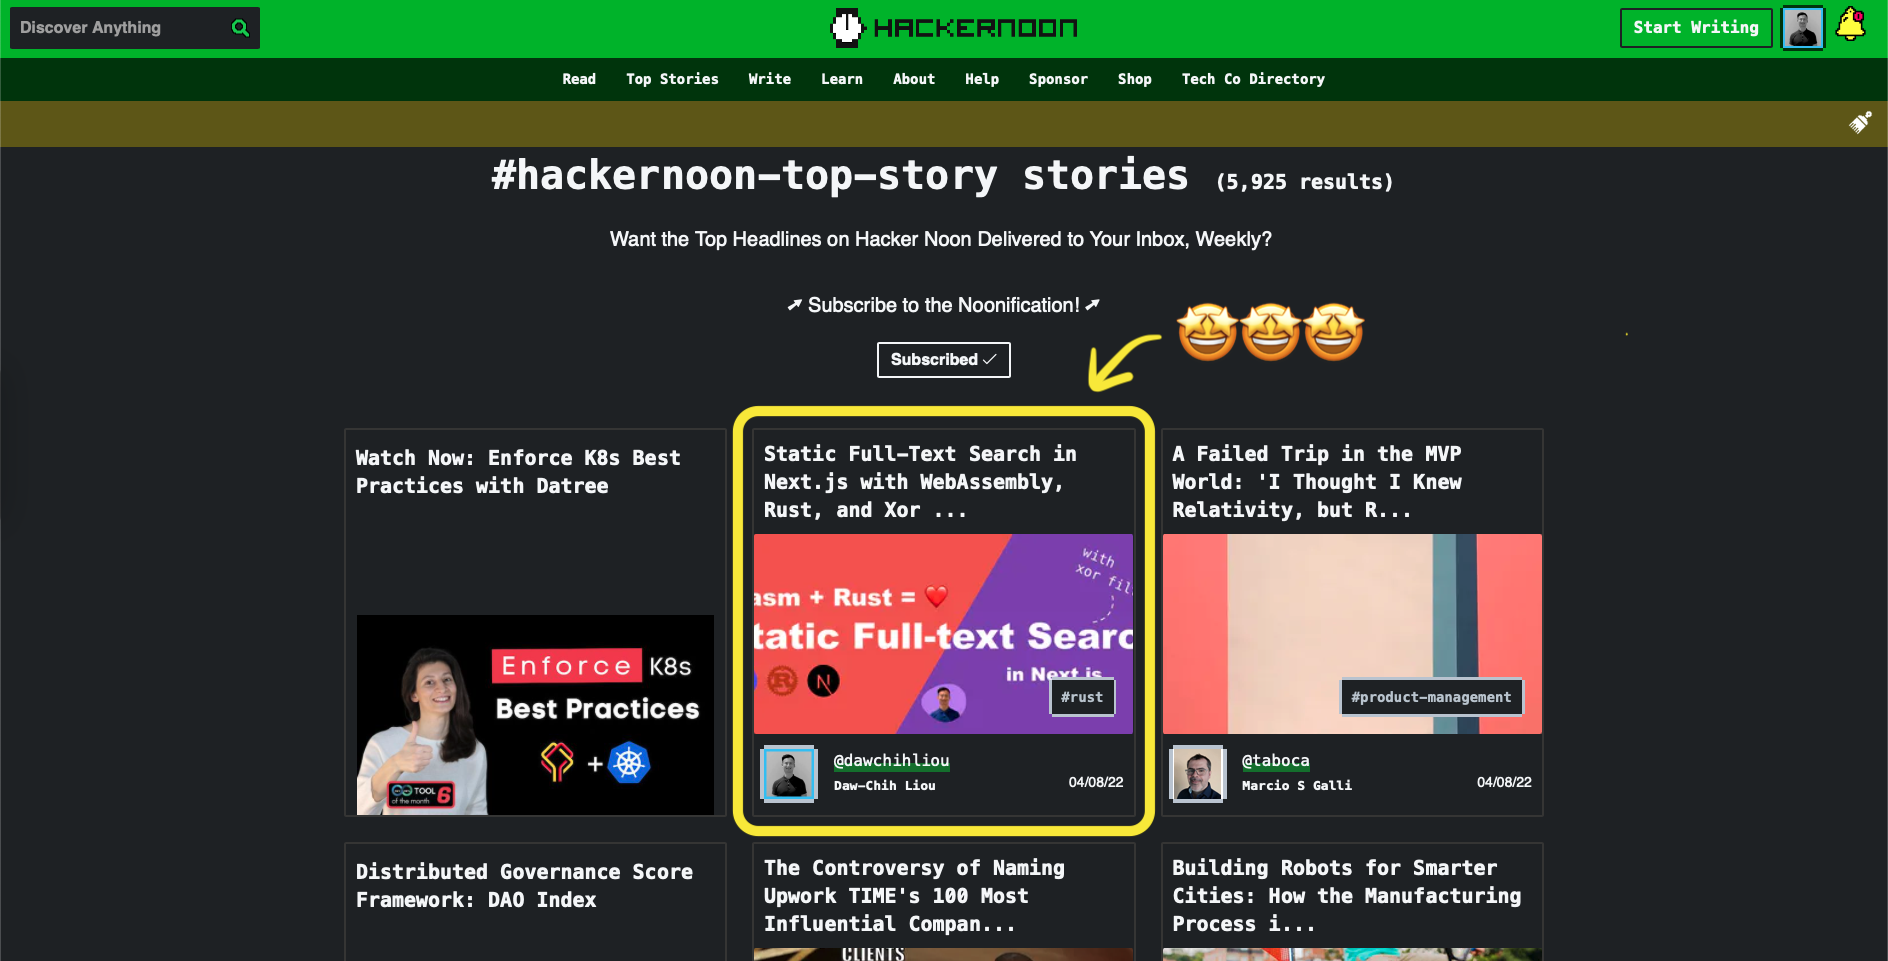 Discover Anything
HACKERNOON
Start Writing
Read Top Stories Write Learn About Help Sponsor Shop Tech Co Directory
#hackernoon-top-story stories (5,925 results)
Want the Top Headlines on Hacker Noon Delivered to Your Inbox, Weekly?
Subscribe to the Noonification!
Subscribed
Watch Now: Enforce K8s Best
Practices with Datree
Enforce K8s
Best Practices
+
TOOL
of the month
6
Static Full-Text Search in
Next.js with WebAssembly,
Rust, and Xor ...
with
xor fil
asm + Rust = ❤️
tatic Full-text Searc
in Next.js
#rust
@dawchihliou
Daw-Chih Liou
04/08/22
A Failed Trip in the MVP
World: 'I Thought I Knew
Relativity, but R...
#product-management
@taboca
Marcio S Galli
04/08/22
Distributed Governance Score
Framework: DAO Index
The Controversy of Naming
Upwork TIME's 100 Most
Influential Compan...
CLIENTS
Building Robots for Smarter
Cities: How the Manufacturing
Process i...